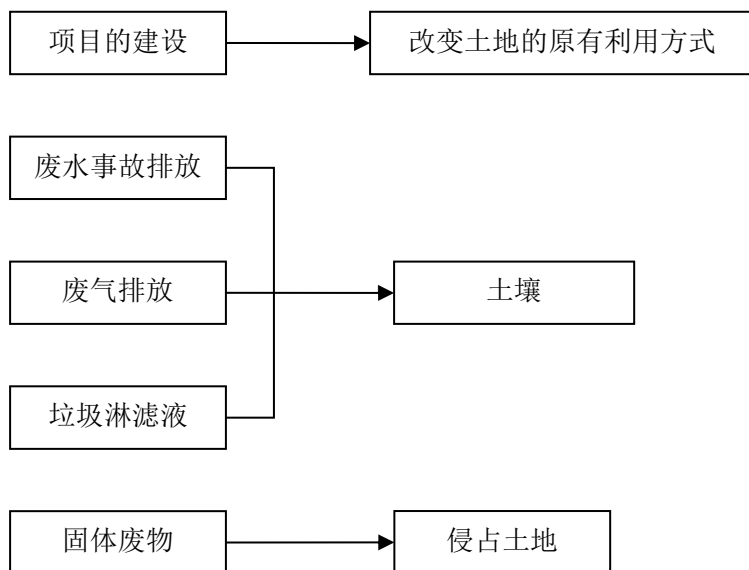 项目的建设
改变土地的原有利用方式
废水事故排放
废气排放
土壤
垃圾淋滤液
固体废物
侵占土地